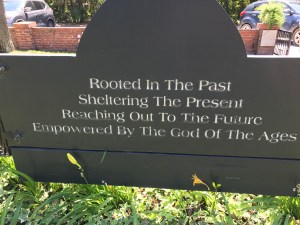 Rooted In The Past
Sheltering The Present
Reaching Out To The Future
Empowered By The God Of The Ages